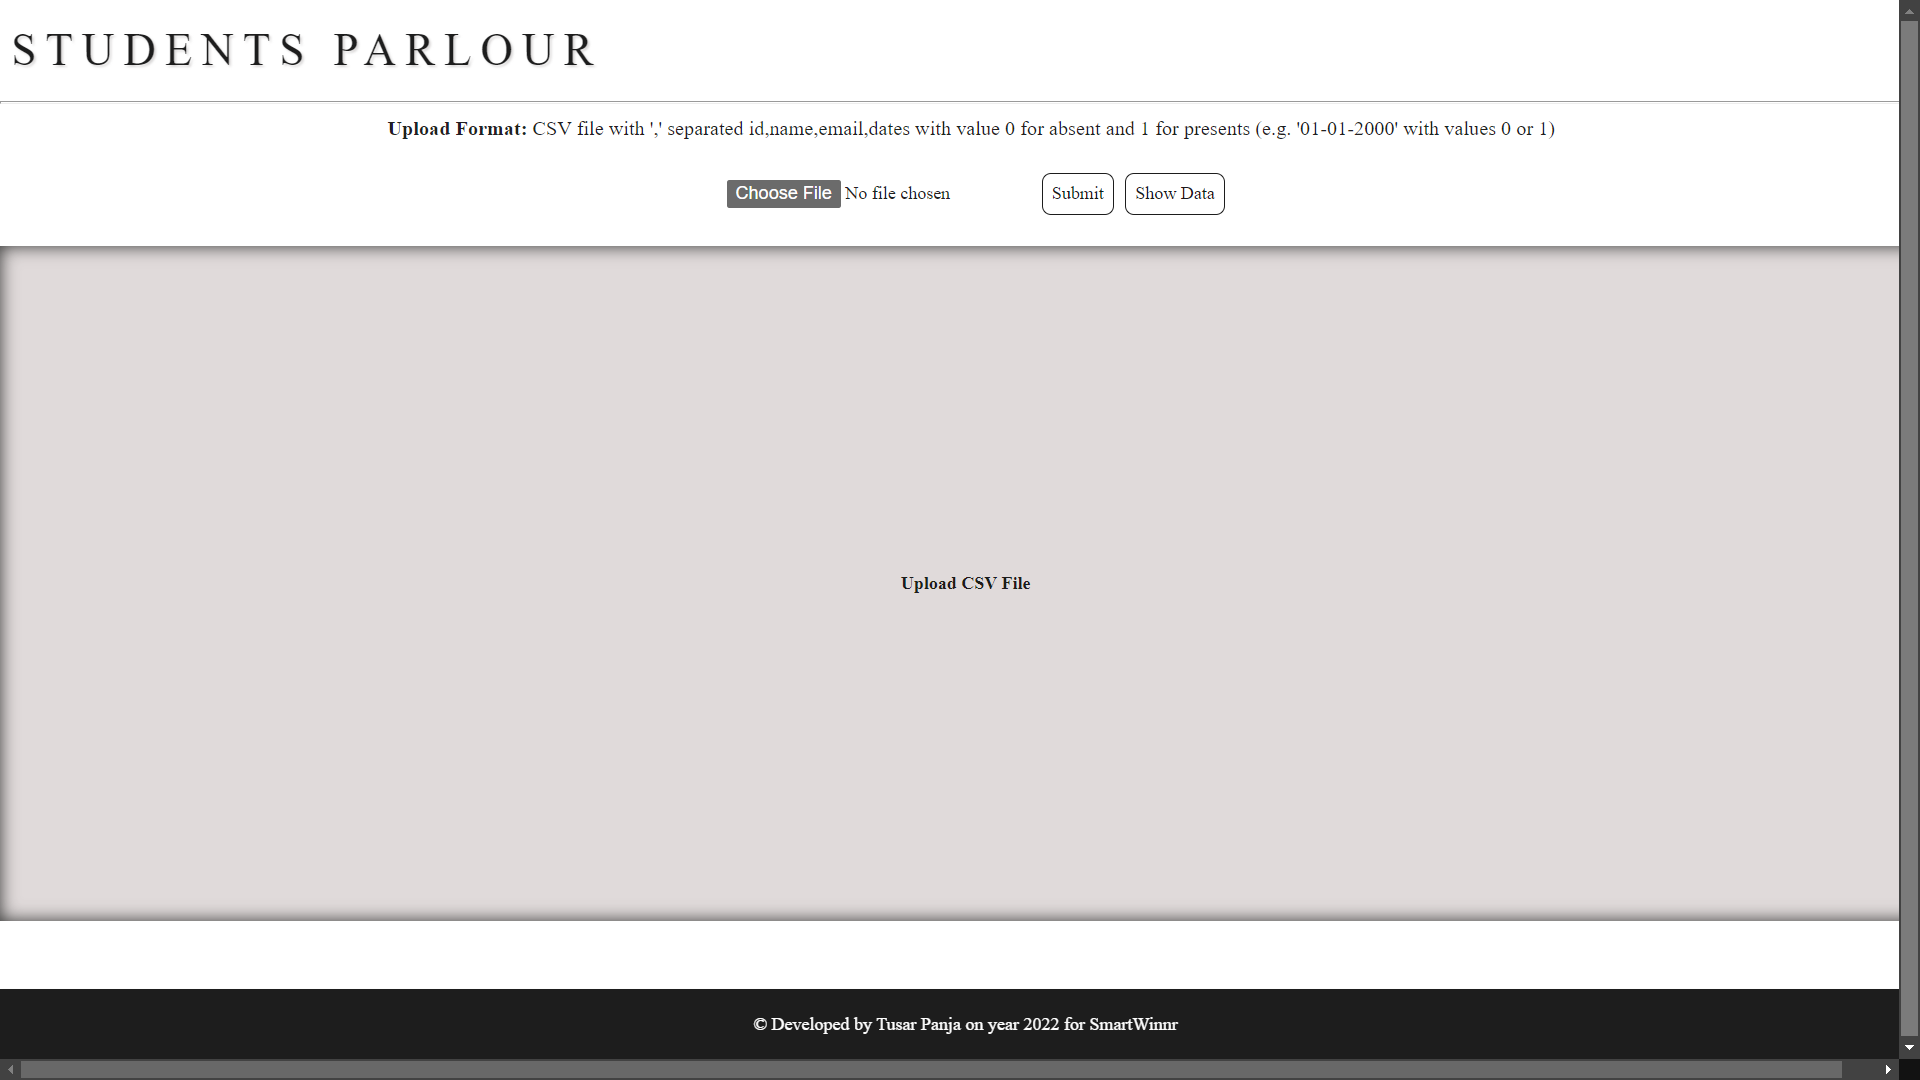 STUDENTS PARLOUR
Upload Format: CSV file with ',' separated id,name,email,dates with value 0 for absent and 1 for presents (e.g. '01-01-2000' with values 0 or 1)
Choose File No file chosen Submit Show Data
Upload CSV File
© Developed by Tusar Panja on year 2022 for SmartWinnr